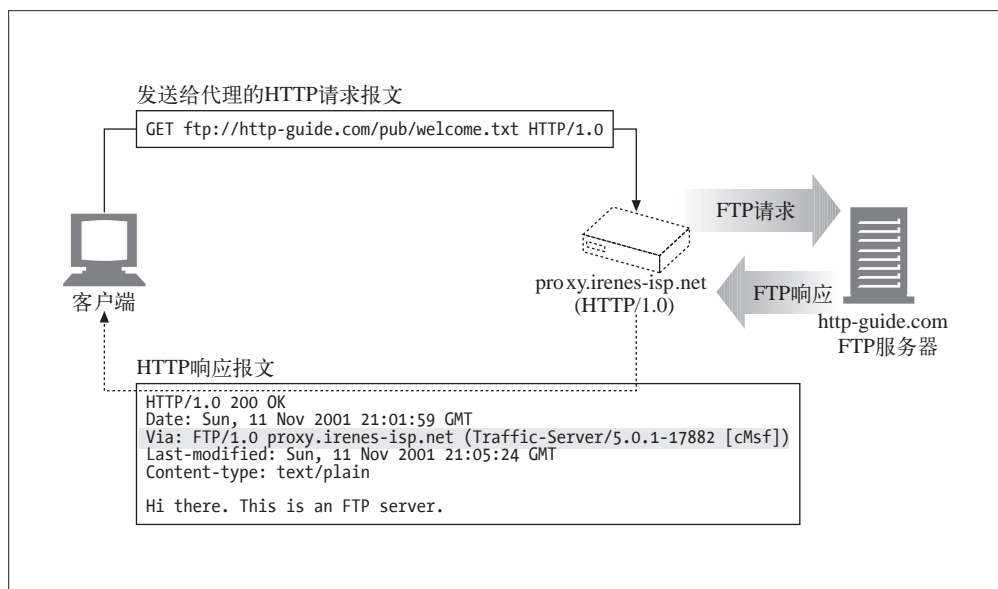 发送给代理的HTTP请求报文
GET ftp://http-guide.com/pub/welcome.txt HTTP/1.0
FTP请求
客户端
proxy.irenes-isp.net
(HTTP/1.0)
FTP响应
http-guide.com
FTP服务器
HTTP响应报文
HTTP/1.0 200 OK
Date: Sun, 11 Nov 2001 21:01:59 GMT
Via: FTP/1.0 proxy.irenes-isp.net (Traffic-Server/5.0.1-17882 [cMsf])
Last-modified: Sun, 11 Nov 2001 21:05:24 GMT
Content-type: text/plain
Hi there. This is an FTP server.